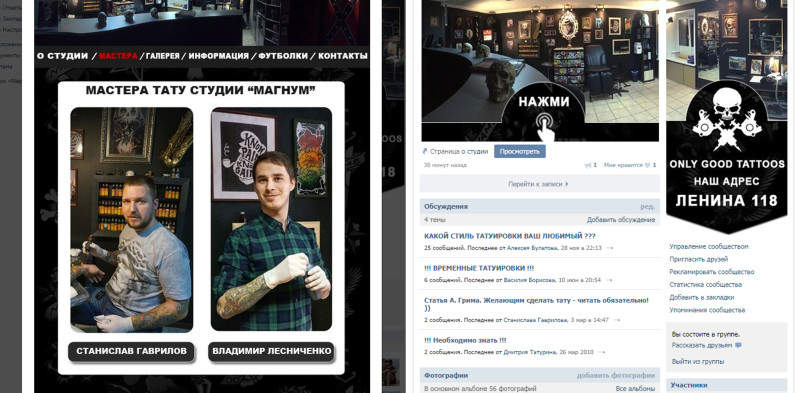 О СТУДИИ / МАСТЕРА / ГАЛЕРЕЯ / ИНФОРМАЦИЯ / ФУТБОЛКИ / КОНТАКТЫ
МАСТЕРА ТАТУ СТУДИИ “МАГНУМ”
СТАНИСЛАВ ГАВРИЛОВ
ВЛАДИМИР ЛЕСНИЧЕНКО
НАЖМИ
Страница о студии
Просмотреть
38 минут назад
1
Мне нравится
1
Перейти к записи
Обсуждения
ред.
4 темы
Добавить обсуждение
КАКОЙ СТИЛЬ ТАТУИРОВКИ ВАШ ЛЮБИМЫЙ ???
25 сообщений. Последнее от Алексея Булатова, 28 ноя в 22:13 →
!!! ВРЕМЕННЫЕ ТАТУИРОВКИ !!!
6 сообщений. Последнее от Василия Борисова, 10 июн в 20:54 →
Статья А. Грима. Желающим сделать тату - читать обязательно!
))
2 сообщения. Последнее от Станислава Гаврилова, 3 мар в 14:47 →
!!! Необходимо знать !!!
2 сообщения. Последнее от Дмитрия Татурина, 26 мар 2010 →
Фотографии
добавить фотографии
В основном альбоме 56 фотографий
Все альбомы
ONLY GOOD TATTOOS
НАШ АДРЕС
ЛЕНИНА 118
Управление сообществом
Пригласить друзей
Рекламировать сообщество
Статистика сообщества
Добавить в закладки
Упоминания сообщества
Вы состоите в группе.
Рассказать друзьям
Выйти из группы
Участники